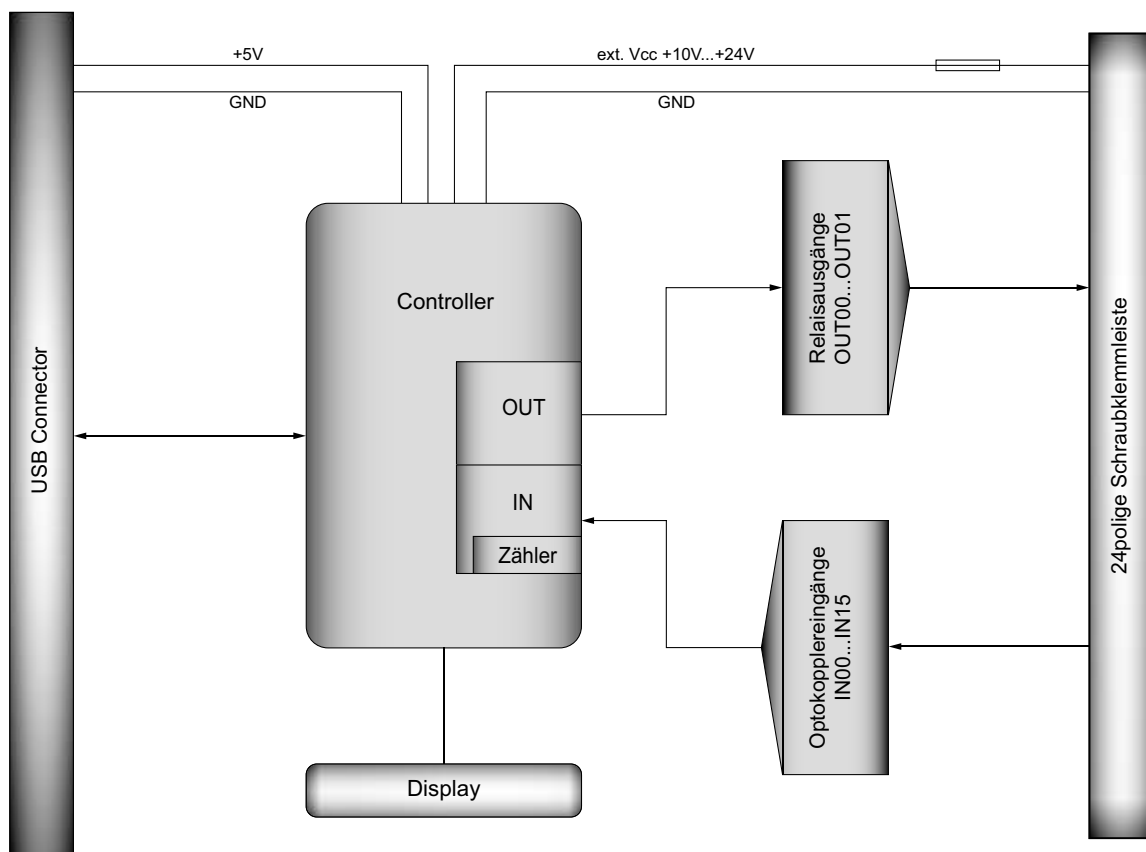 +5V
ext. Vcc +10V...+24V
GND
GND
USB Connector
Controller
OUT
IN
Zähler
Relaisausgänge
OUT00...OUT01
Optokopplereingänge
IN00...IN15
24polige Schraubklemmleiste
Display